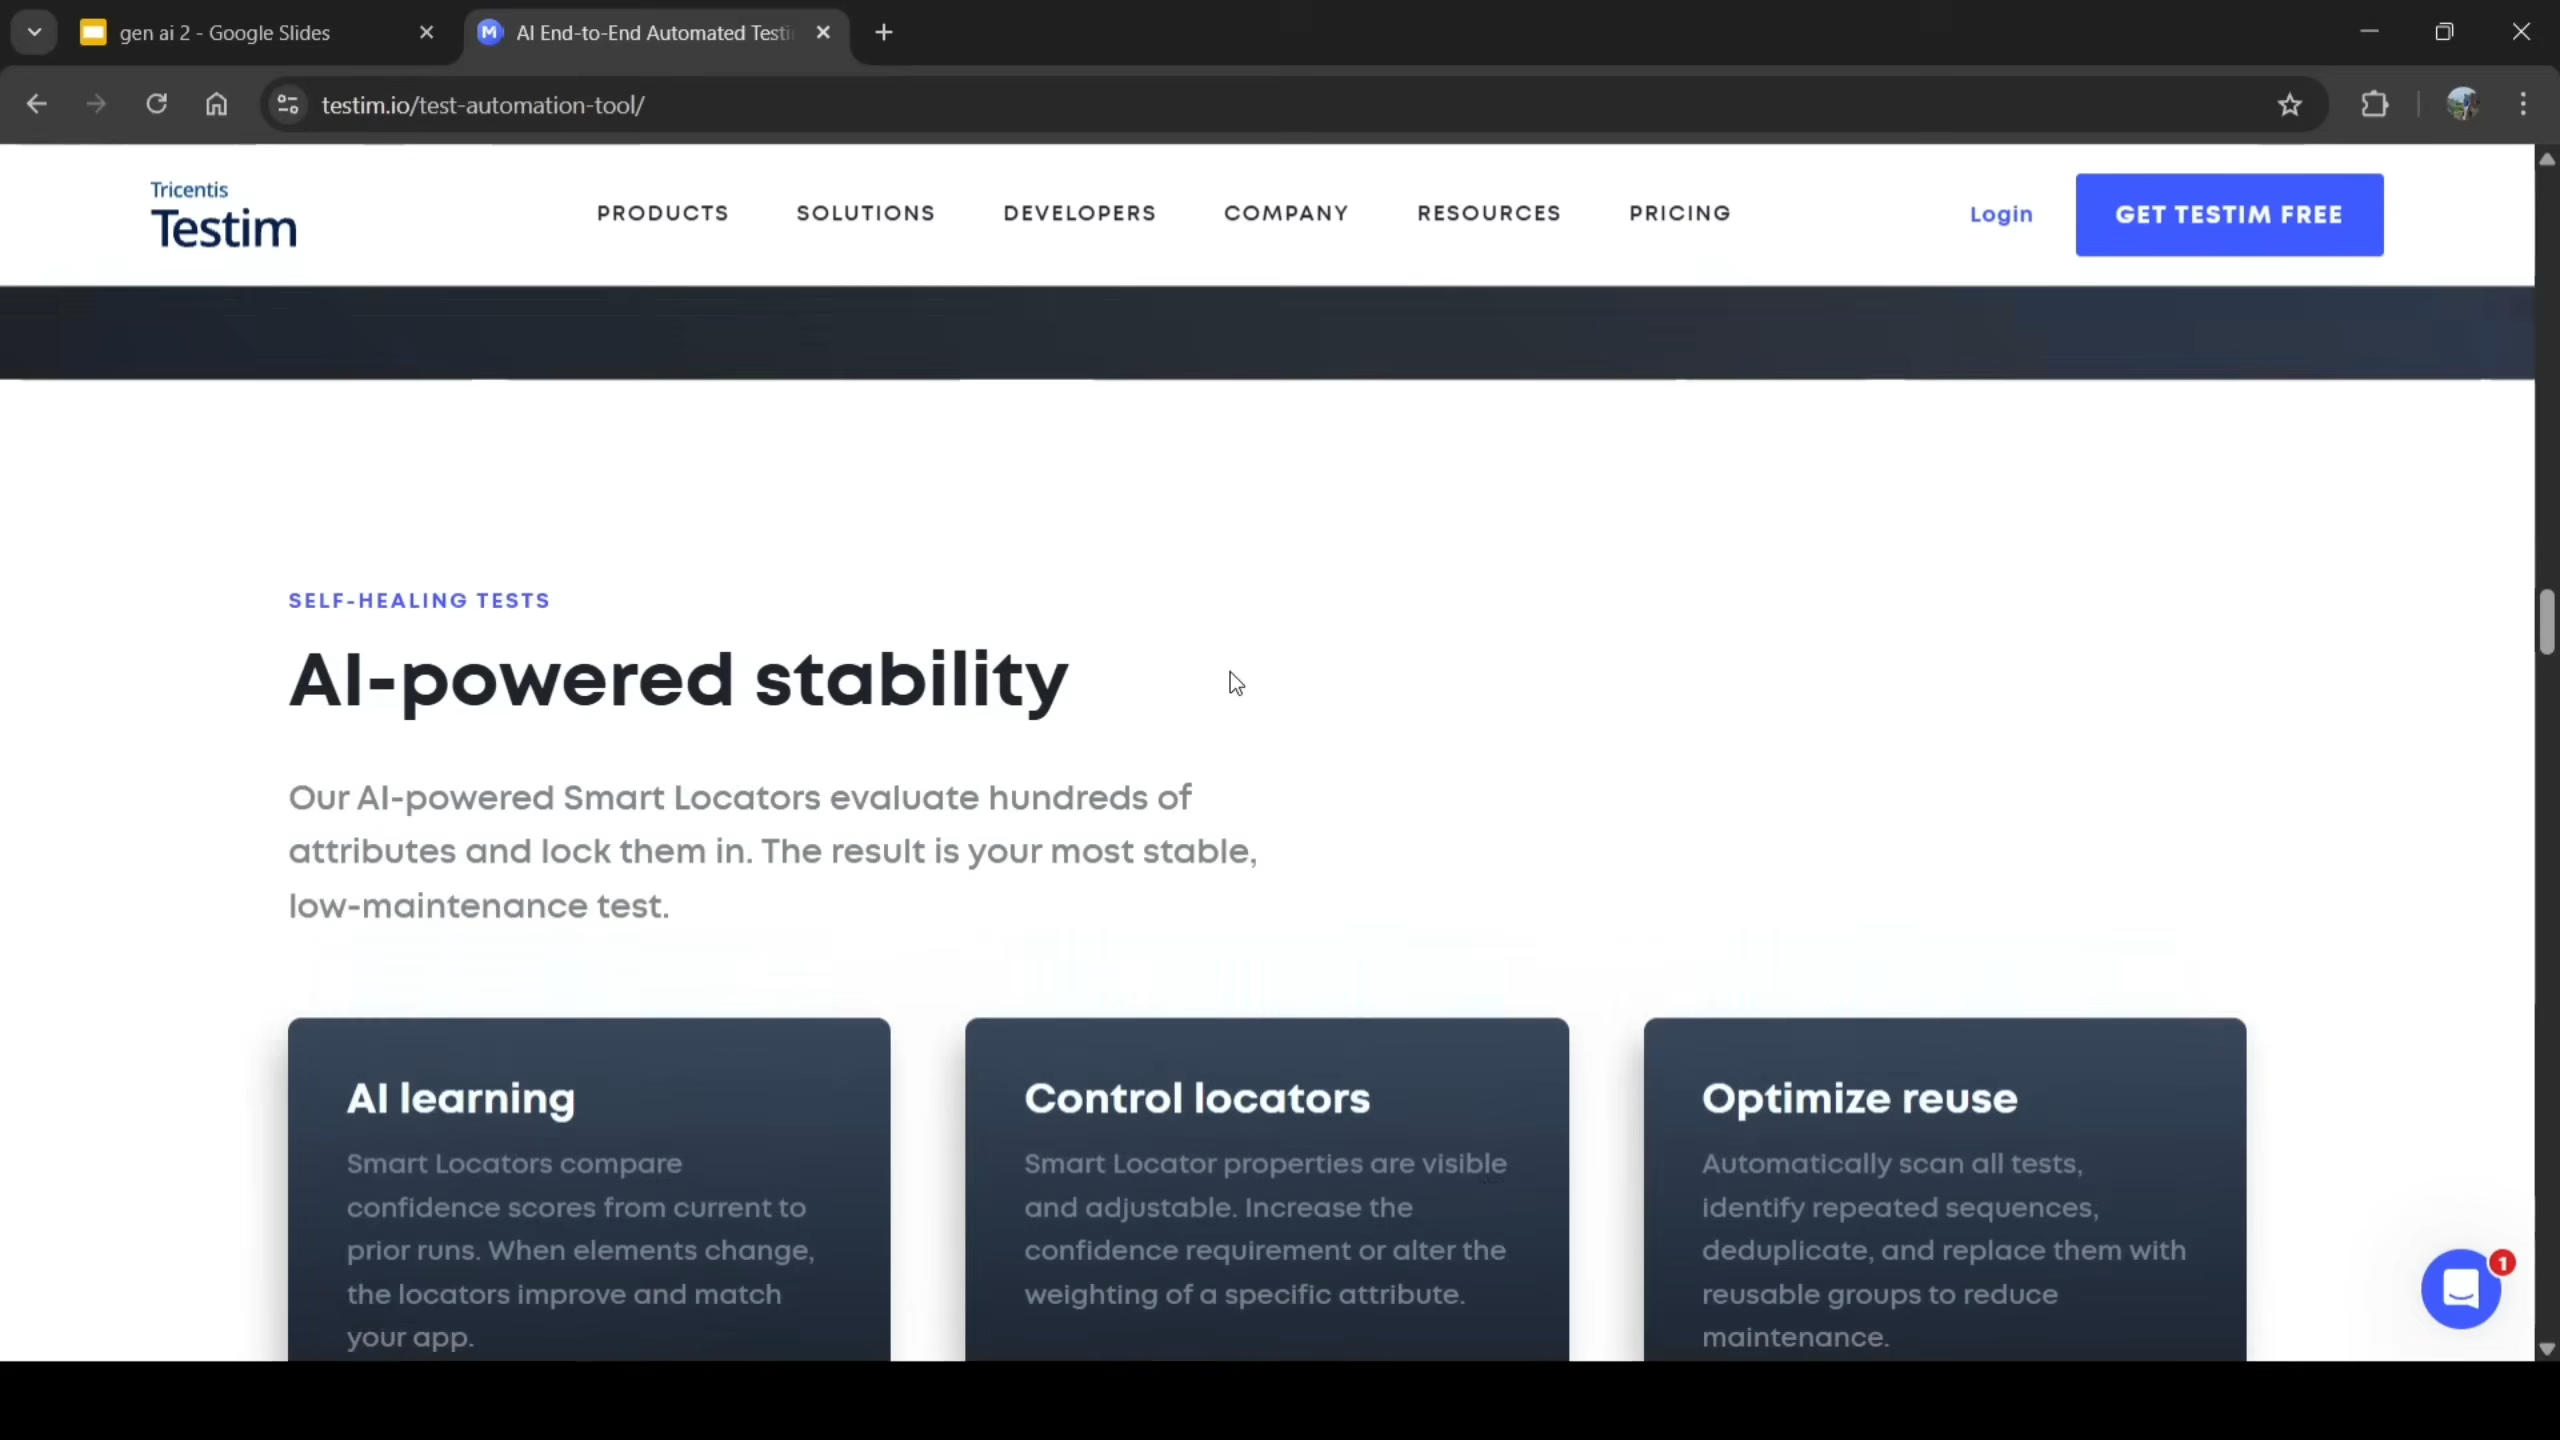 gen ai 2 - Google Slides
AI End-to-End Automated Testi
testim.io/test-automation-tool/
Tricentis
Testim
PRODUCTS
SOLUTIONS
DEVELOPERS
COMPANY
RESOURCES
PRICING
Login
GET TESTIM FREE
SELF-HEALING TESTS
AI-powered stability
Our AI-powered Smart Locators evaluate hundreds of
attributes and lock them in. The result is your most stable,
low-maintenance test.
AI learning
Smart Locators compare
confidence scores from current to
prior runs. When elements change,
the locators improve and match
your app.
Control locators
Smart Locator properties are visible
and adjustable. Increase the
confidence requirement or alter the
weighting of a specific attribute.
Optimize reuse
Automatically scan all tests,
identify repeated sequences,
deduplicate, and replace them with
reusable groups to reduce
maintenance.
1